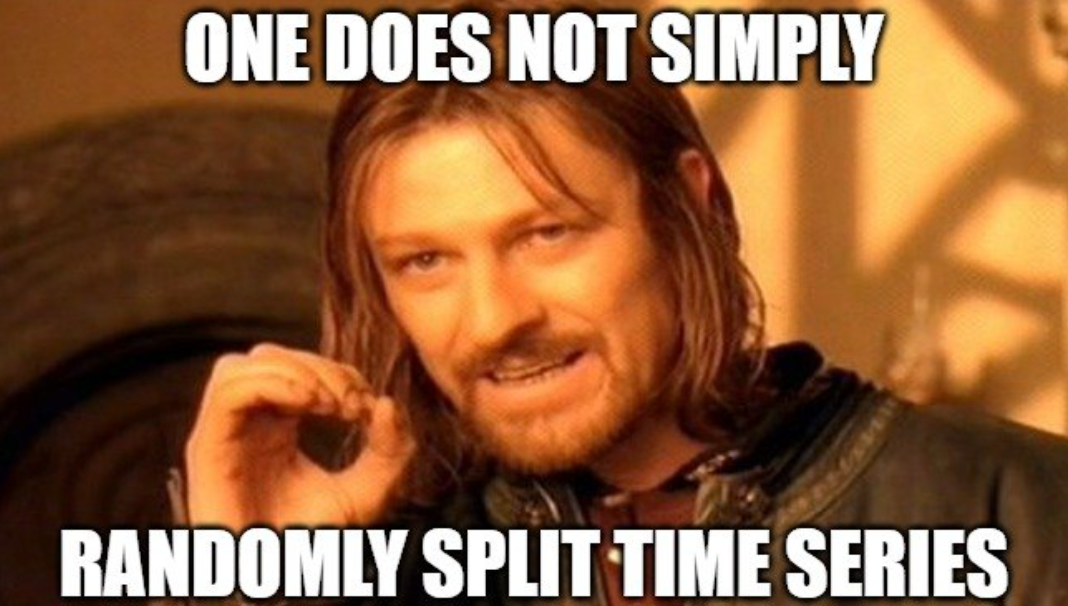 ONE DOES NOT SIMPLY
RANDOMLY SPLIT TIME SERIES